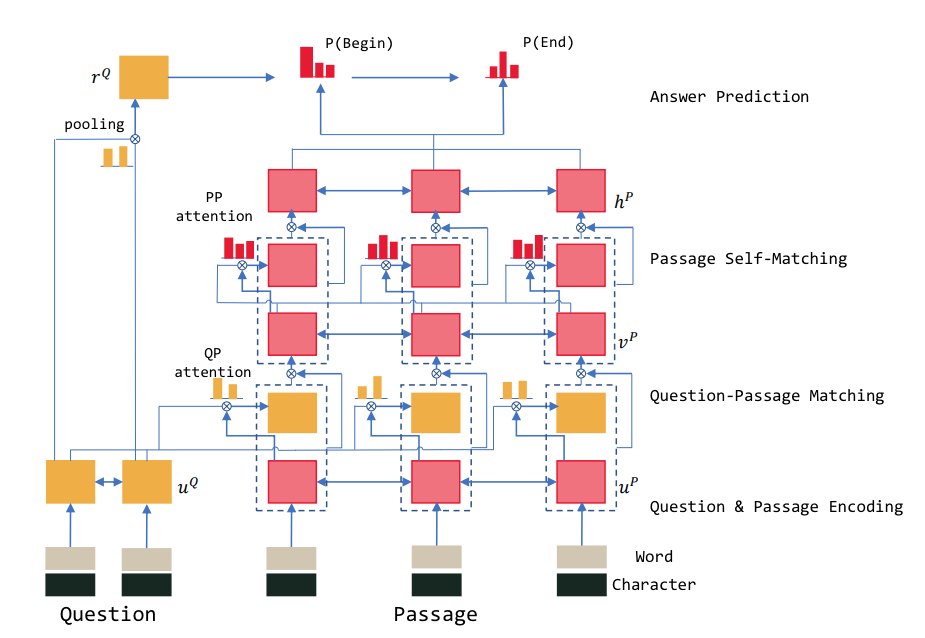 P(Begin)
P(End)
r^Q
Answer Prediction
pooling
PP
attention
h^P
Passage Self-Matching
v^P
QP
attention
Question-Passage Matching
u^Q
u^P
Question & Passage Encoding
Word
Character
Question
Passage